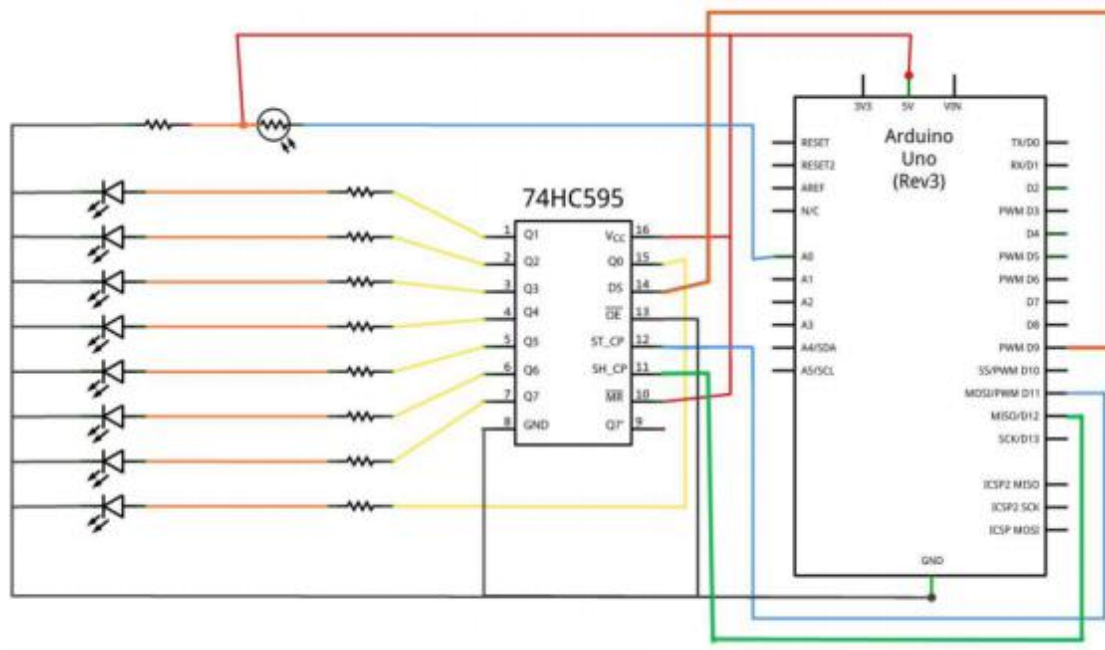 3V3 5V VIN
Arduino
Uno
(Rev3)
RESET TX/D0
RESET2 RX/D1
AREF D2
N/C PWM D3
D4
A0 PWM D5
A1 PWM D6
A2 D7
A3 D8
A4/SDA PWM D9
A5/SCL SS/PWM D10
MOSI/PWM D11
MISO/D12
SCK/D13
ICSP2 MISO
ICSP2 SCK
ICSP MOSI
GND
74HC595
1 Q1 VCC 16
2 Q2 Q0 15
3 Q3 DS 14
4 Q4 OE 13
5 Q5 ST_CP 12
6 Q6 SH_CP 11
7 Q7 MR 10
8 GND Q7' 9